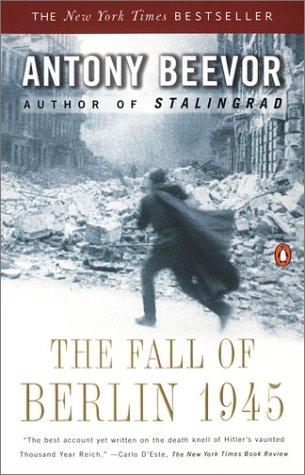 THE New York Times BESTSELLER
ANTONY BEEVOR
AUTHOR OF STALINGRAD
THE FALL OF
BERLIN 1945
"The best account yet written on the death knell of Hitler's vaunted
Thousand Year Reich." —Carlo D'Este, The New York Times Book Review